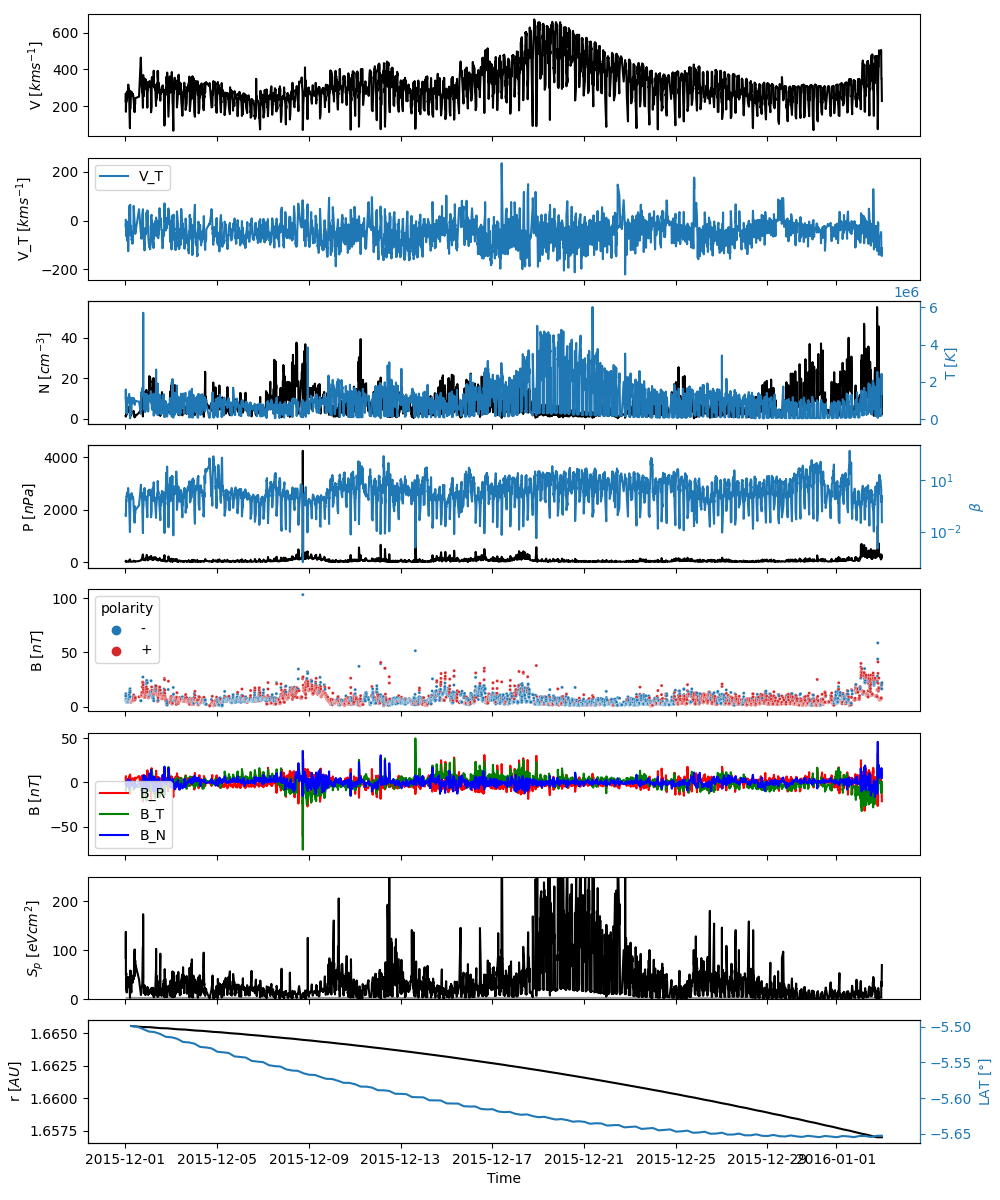 600
400
200
V [kms⁻¹]
200
0
−200
V_T [kms⁻¹]
V_T
1e6
40
20
0
N [cm⁻³]
6
4
2
0
T [K]
4000
2000
0
P [nPa]
10¹
10⁻²
β
100
50
0
B [nT]
polarity
-
+
50
0
−50
B [nT]
B_R
B_T
B_N
200
100
0
Sₚ [eVcm²]
1.6650
1.6625
1.6600
1.6575
r [AU]
−5.50
−5.55
−5.60
−5.65
LAT [°]
2015-12-01 2015-12-05 2015-12-09 2015-12-13 2015-12-17 2015-12-21 2015-12-25 2015-12-29 2016-01-01
Time